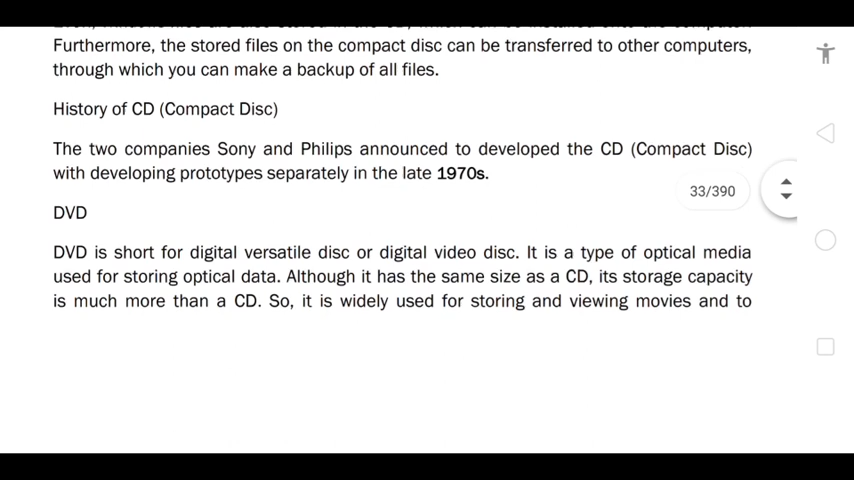 Furthermore, the stored files on the compact disc can be transferred to other computers,
through which you can make a backup of all files.
History of CD (Compact Disc)
The two companies Sony and Philips announced to developed the CD (Compact Disc)
with developing prototypes separately in the late 1970s.
33/390
DVD
DVD is short for digital versatile disc or digital video disc. It is a type of optical media
used for storing optical data. Although it has the same size as a CD, its storage capacity
is much more than a CD. So, it is widely used for storing and viewing movies and to